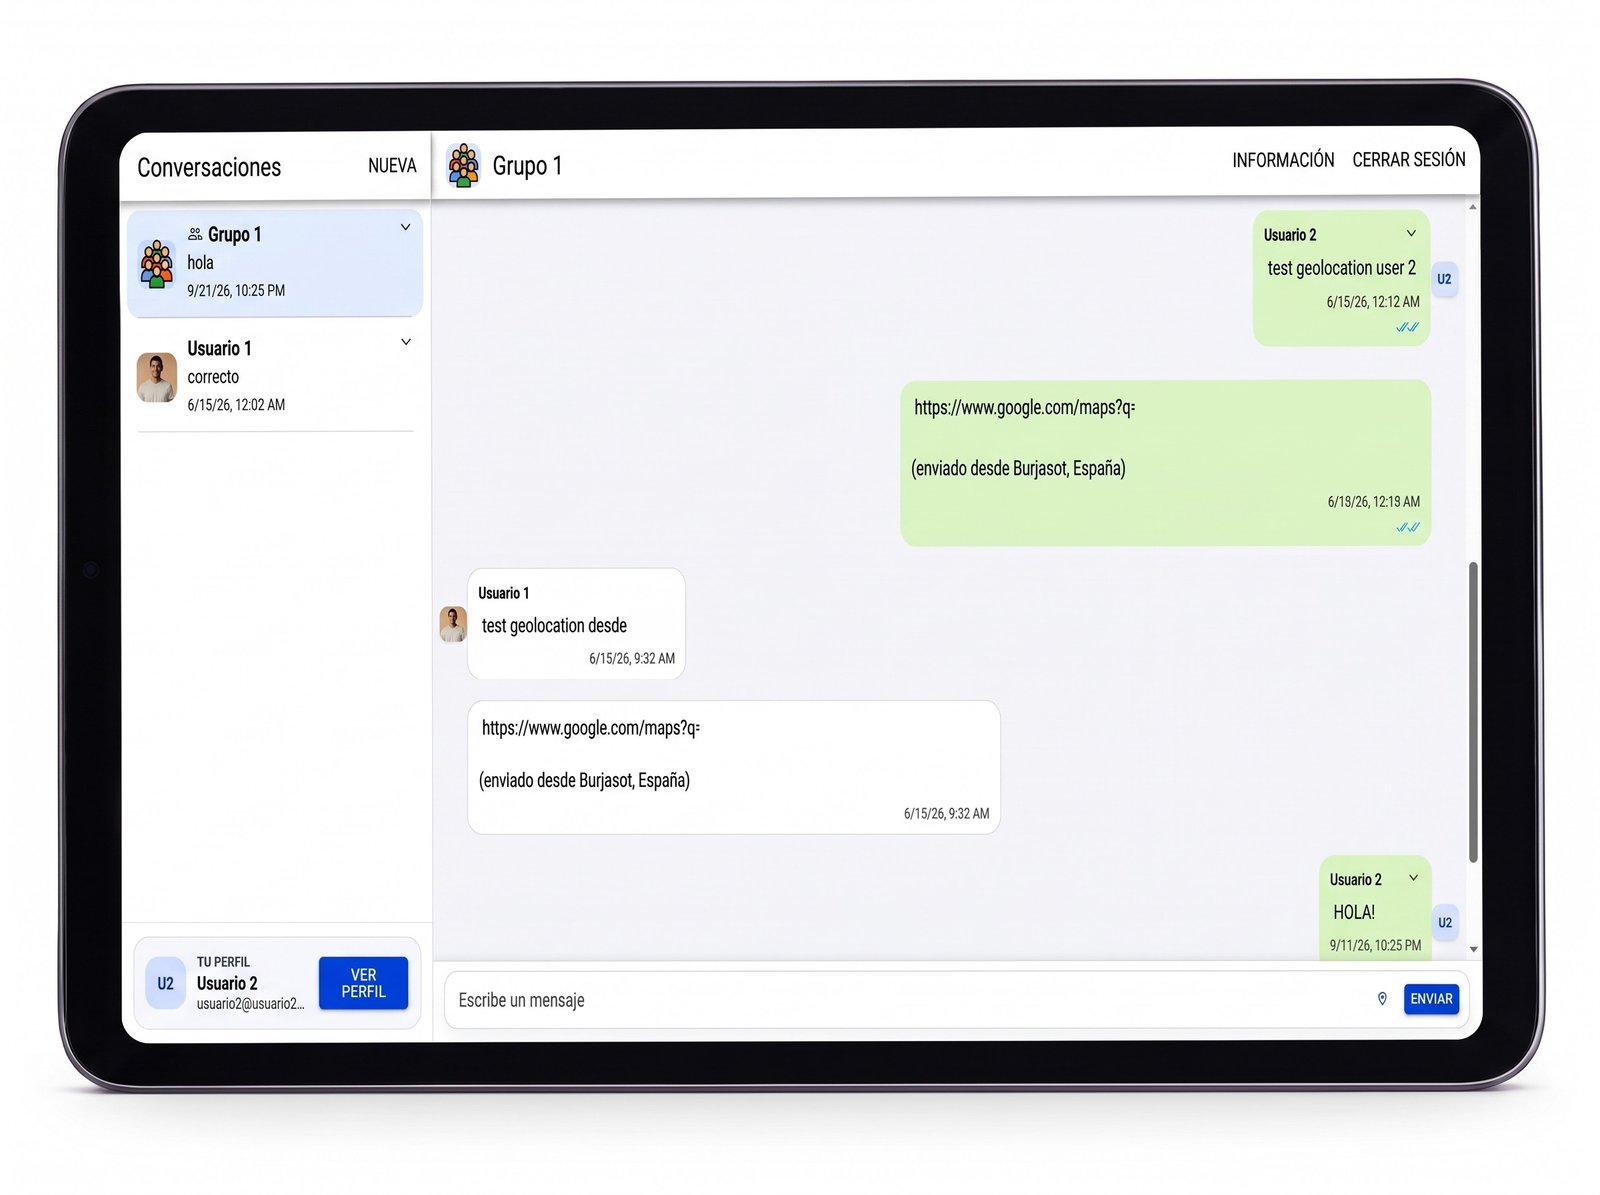 Conversaciones
NUEVA
Grupo 1
hola
9/21/26, 10:25 PM
Usuario 1
correcto
6/15/26, 12:02 AM
TU PERFIL
U2
Usuario 2
usuario2@usuario2...
VER
PERFIL
Grupo 1
INFORMACIÓN
CERRAR SESIÓN
Usuario 2
test geolocation user 2
6/15/26, 12:12 AM
U2
https://www.google.com/maps?q=
(enviado desde Burjasot, España)
6/13/26, 12:13 AM
Usuario 1
test geolocation desde
6/15/26, 9:32 AM
https://www.google.com/maps?q=
(enviado desde Burjasot, España)
6/15/26, 9:32 AM
Usuario 2
HOLA!
9/11/26, 10:25 PM
U2
Escribe un mensaje
ENVIAR